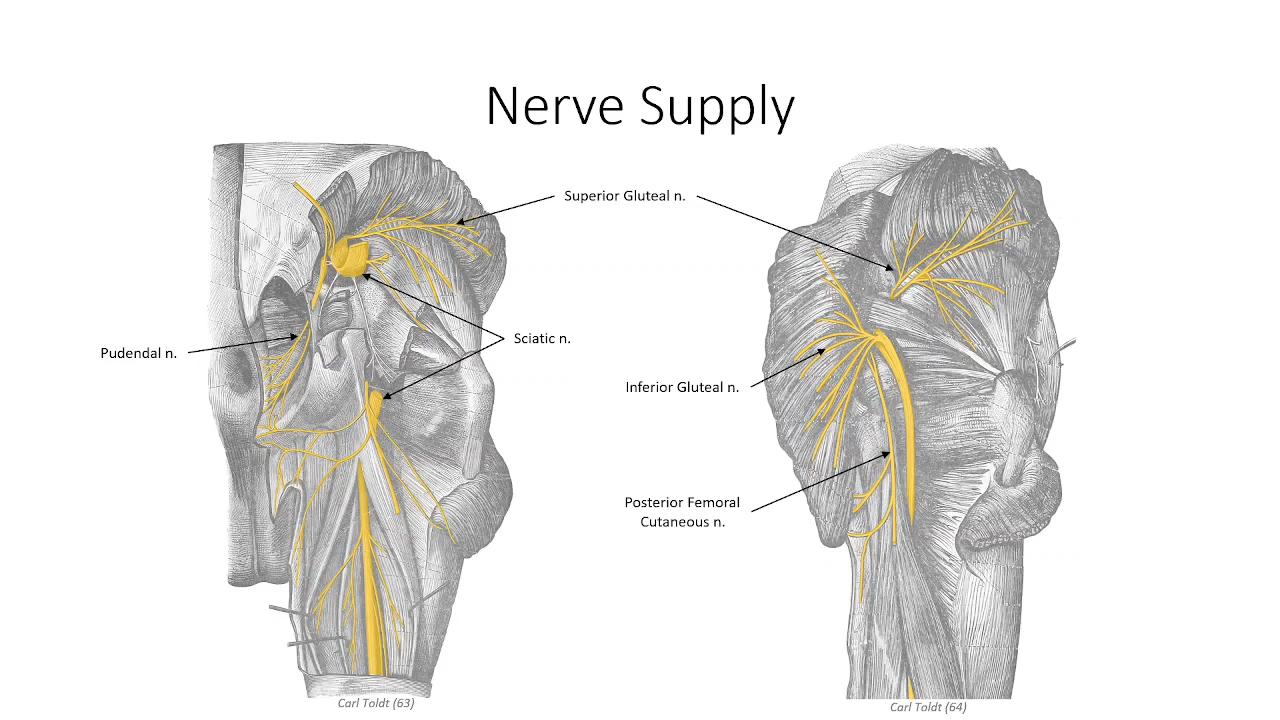 Nerve Supply
Superior Gluteal n.
Sciatic n.
Pudendal n.
Inferior Gluteal n.
Posterior Femoral
Cutaneous n.
Carl Toldt (63)
Carl Toldt (64)